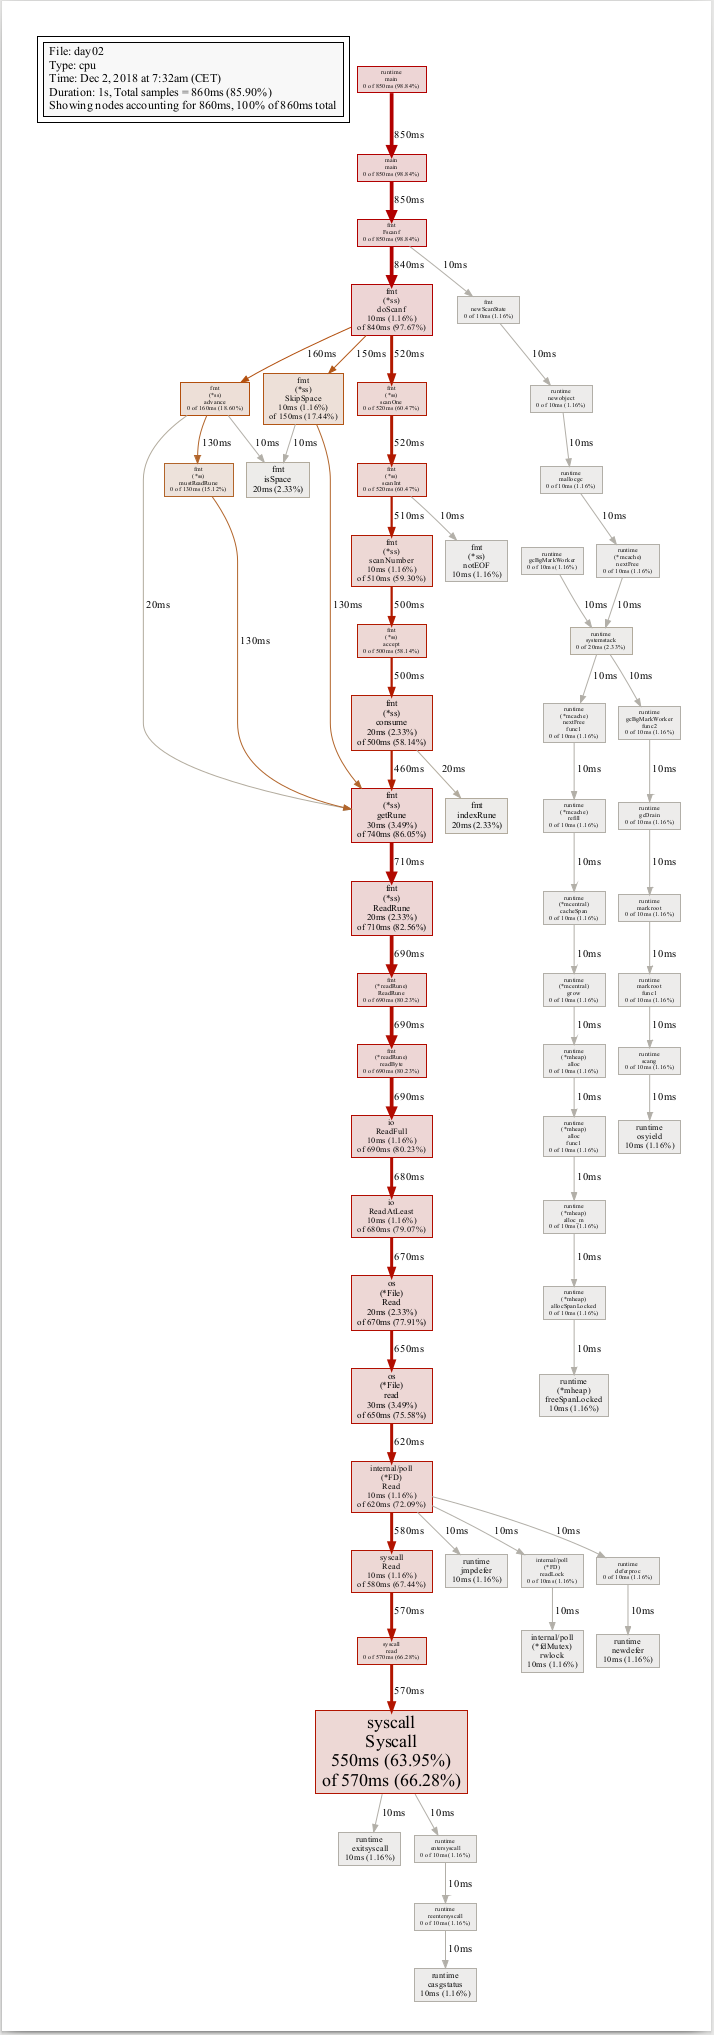 File: day02
Type: cpu
Time: Dec 2, 2018 at 7:32am (CET)
Duration: 1s, Total samples = 860ms (85.90%)
Showing nodes accounting for 860ms, 100% of 860ms total
runtime
main
0 of 850ms (98.84%)
850ms
main
main
0 of 850ms (98.84%)
850ms
fmt
Fscanf
0 of 850ms (98.84%)
840ms
10ms
fmt
(*ss)
doScanf
10ms (1.16%)
of 840ms (97.67%)
fmt
newScanState
0 of 10ms (1.16%)
160ms
150ms
520ms
10ms
fmt
(*ss)
advance
0 of 160ms (18.60%)
fmt
(*ss)
SkipSpace
10ms (1.16%)
of 150ms (17.44%)
fmt
(*ss)
scanOne
0 of 520ms (60.47%)
runtime
newobject
0 of 10ms (1.16%)
130ms
10ms
10ms
520ms
10ms
fmt
(*ss)
mustReadRune
0 of 130ms (15.12%)
fmt
isSpace
20ms (2.33%)
fmt
(*ss)
scanInt
0 of 520ms (60.47%)
runtime
mallocgc
0 of 10ms (1.16%)
510ms
10ms
10ms
fmt
(*ss)
scanNumber
10ms (1.16%)
of 510ms (59.30%)
fmt
(*ss)
notEOF
10ms (1.16%)
runtime
gcBgMarkWorker
0 of 10ms (1.16%)
runtime
(*mcache)
nextFree
0 of 10ms (1.16%)
20ms
130ms
130ms
500ms
10ms
10ms
fmt
(*ss)
accept
0 of 500ms (58.14%)
runtime
systemstack
0 of 20ms (2.33%)
500ms
10ms
10ms
fmt
(*ss)
consume
20ms (2.33%)
of 500ms (58.14%)
runtime
(*mcache)
nextFree
func1
0 of 10ms (1.16%)
runtime
gcBgMarkWorker
func2
0 of 10ms (1.16%)
460ms
20ms
10ms
10ms
fmt
(*ss)
getRune
30ms (3.49%)
of 740ms (86.05%)
fmt
indexRune
20ms (2.33%)
runtime
(*mcache)
refill
0 of 10ms (1.16%)
runtime
gcDrain
0 of 10ms (1.16%)
710ms
10ms
10ms
fmt
(*ss)
ReadRune
20ms (2.33%)
of 710ms (82.56%)
runtime
(*mcentral)
cacheSpan
0 of 10ms (1.16%)
runtime
markroot
0 of 10ms (1.16%)
690ms
10ms
10ms
fmt
(*readRune)
ReadRune
0 of 690ms (80.23%)
runtime
(*mcentral)
grow
0 of 10ms (1.16%)
runtime
markroot
func1
0 of 10ms (1.16%)
690ms
10ms
10ms
fmt
(*readRune)
readByte
0 of 690ms (80.23%)
runtime
(*mheap)
alloc
0 of 10ms (1.16%)
runtime
scang
0 of 10ms (1.16%)
690ms
10ms
10ms
io
ReadFull
10ms (1.16%)
of 690ms (80.23%)
runtime
(*mheap)
alloc
func1
0 of 10ms (1.16%)
runtime
osyield
10ms (1.16%)
680ms
10ms
io
ReadAtLeast
10ms (1.16%)
of 680ms (79.07%)
runtime
(*mheap)
alloc_m
0 of 10ms (1.16%)
670ms
10ms
os
(*File)
Read
20ms (2.33%)
of 670ms (77.91%)
runtime
(*mheap)
allocSpanLocked
0 of 10ms (1.16%)
650ms
10ms
os
(*File)
read
30ms (3.49%)
of 650ms (75.58%)
runtime
(*mheap)
freeSpanLocked
10ms (1.16%)
620ms
internal/poll
(*FD)
Read
10ms (1.16%)
of 620ms (72.09%)
580ms
10ms
10ms
10ms
syscall
Read
10ms (1.16%)
of 580ms (67.44%)
runtime
jmpdefer
10ms (1.16%)
internal/poll
(*FD)
readLock
0 of 10ms (1.16%)
runtime
deferproc
0 of 10ms (1.16%)
570ms
10ms
10ms
syscall
read
0 of 570ms (66.28%)
internal/poll
(*fdMutex)
rwlock
10ms (1.16%)
runtime
newdefer
10ms (1.16%)
570ms
syscall
Syscall
550ms (63.95%)
of 570ms (66.28%)
10ms
10ms
runtime
exitsyscall
10ms (1.16%)
runtime
entersyscall
0 of 10ms (1.16%)
10ms
runtime
reentersyscall
0 of 10ms (1.16%)
10ms
runtime
casgstatus
10ms (1.16%)